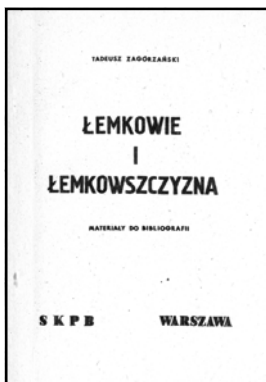 TADEUSZ ZAGÓRZAŃSKI
ŁEMKOWIE
I
ŁEMKOWSZCZYZNA
MATERIAŁY DO BIBLIOGRAFII
SKPB WARSZAWA